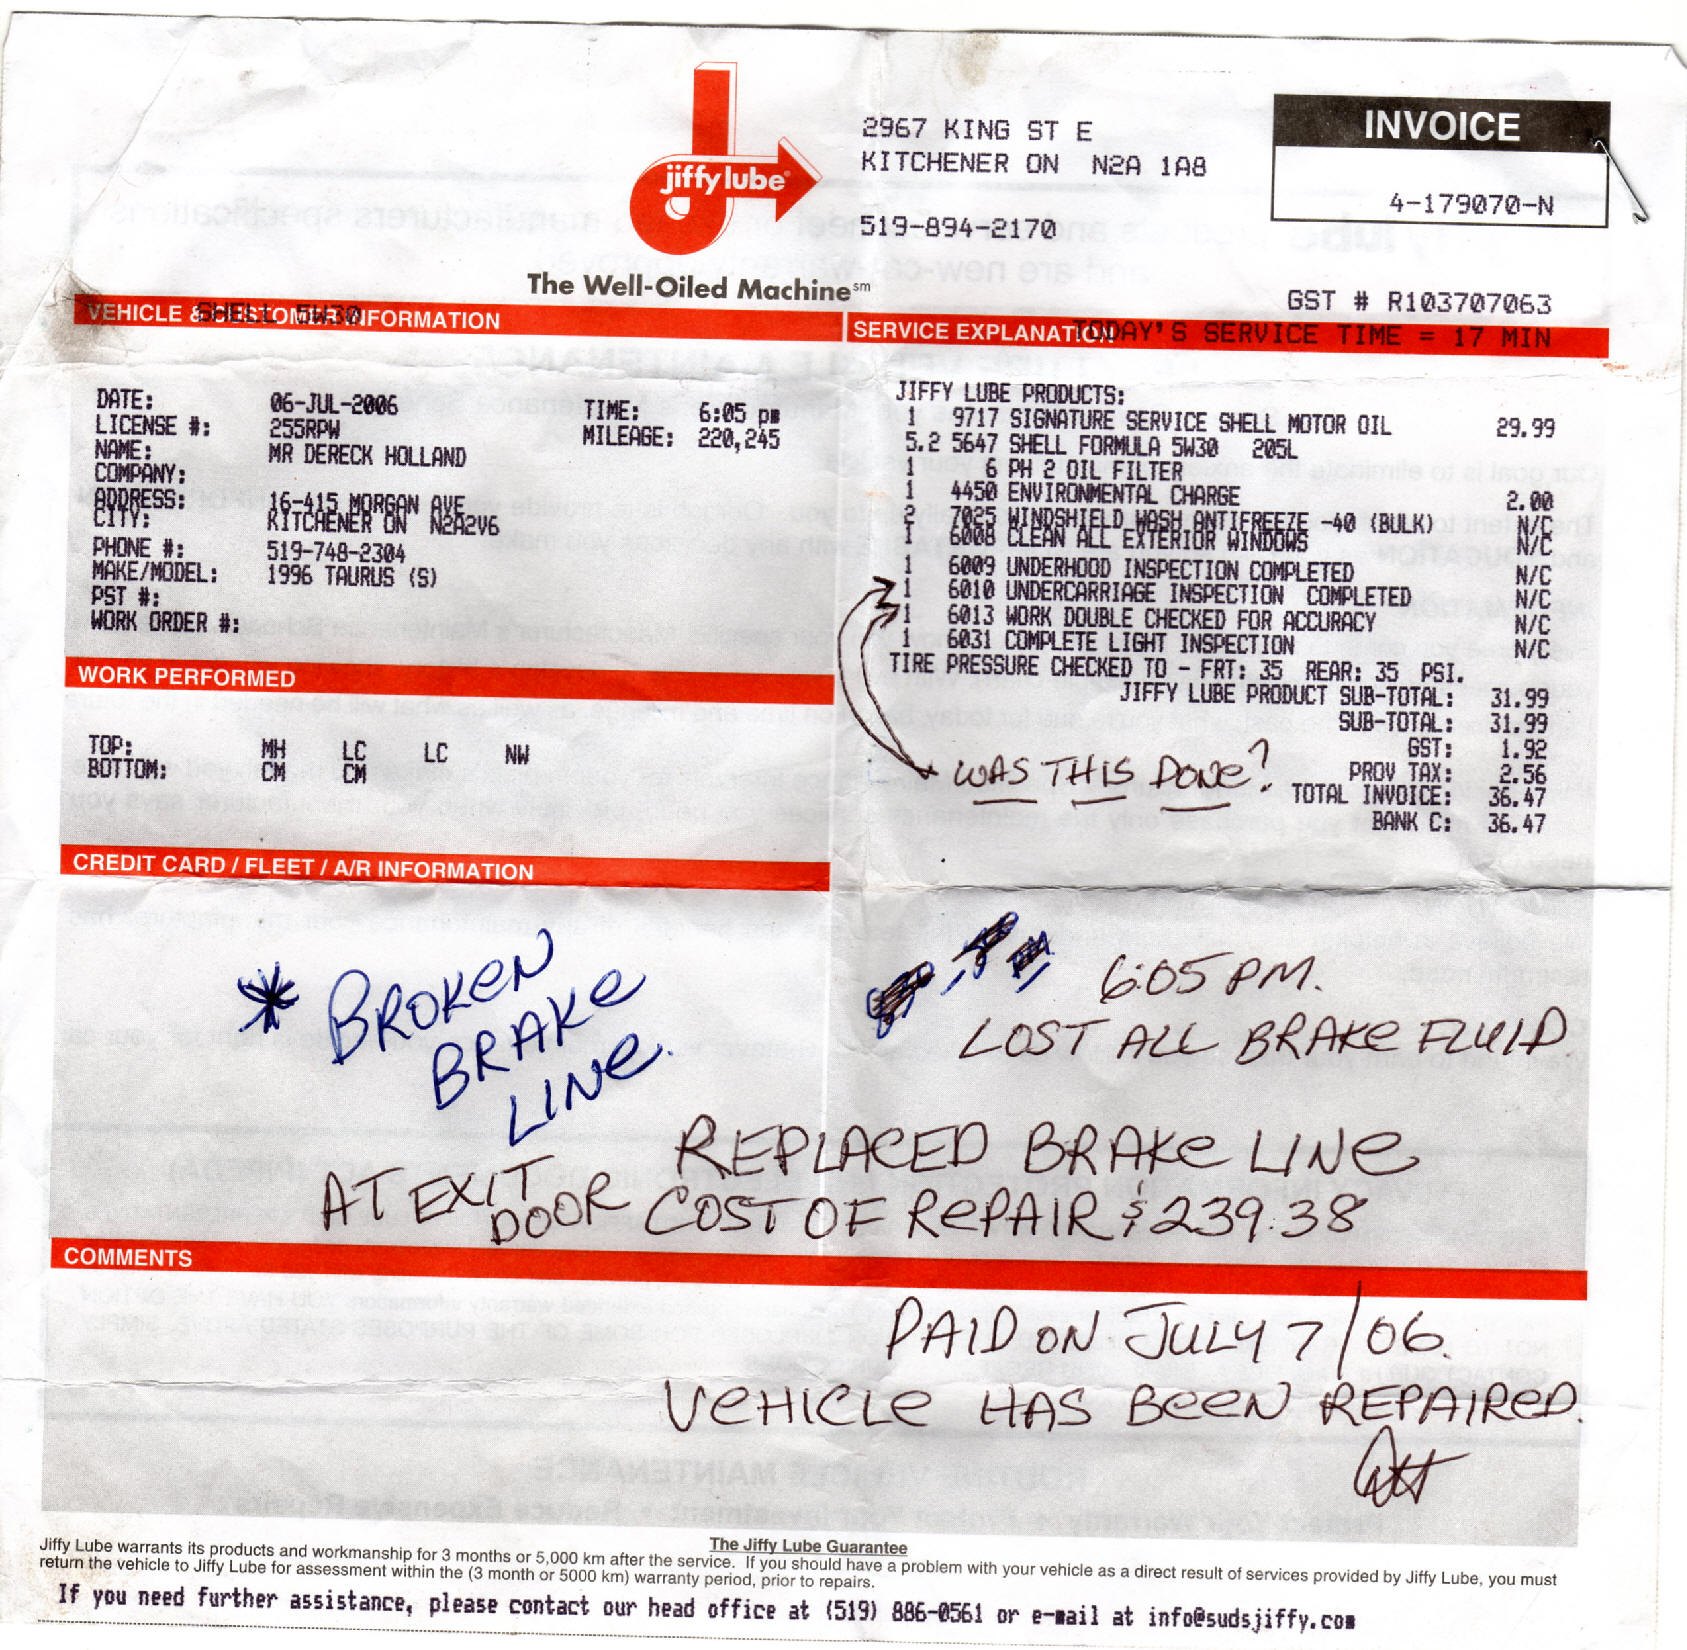 jiffy lube
The Well-Oiled Machine℠
2967 KING ST E
KITCHENER ON N2A 1A8
519-894-2170
INVOICE
4-179070-N
GST # R103707063
VEHICLE & CUSTOMER INFORMATION
SHELL 5W30
SERVICE EXPLANATION
TODAY'S SERVICE TIME = 17 MIN
DATE: 06-JUL-2006 TIME: 6:05 pm
LICENSE #: 255RPW MILEAGE: 220,245
NAME: MR DERECK HOLLAND
COMPANY:
ADDRESS: 16-415 MORGAN AVE
CITY: KITCHENER ON N2A2V6
PHONE #: 519-748-2304
MAKE/MODEL: 1996 TAURUS (S)
PST #:
WORK ORDER #:
WORK PERFORMED
TOP: MH LC LC NW
BOTTOM: CM CM
CREDIT CARD / FLEET / A/R INFORMATION
JIFFY LUBE PRODUCTS:
1 9717 SIGNATURE SERVICE SHELL MOTOR OIL 29.99
5.2 5647 SHELL FORMULA 5W30 205L
1 6 PH 2 OIL FILTER
1 4450 ENVIRONMENTAL CHARGE 2.00
2 7025 WINDSHIELD WASH ANTIFREEZE -40 (BULK) N/C
1 6008 CLEAN ALL EXTERIOR WINDOWS N/C
1 6009 UNDERHOOD INSPECTION COMPLETED N/C
1 6010 UNDERCARRIAGE INSPECTION COMPLETED N/C
1 6013 WORK DOUBLE CHECKED FOR ACCURACY N/C
1 6031 COMPLETE LIGHT INSPECTION N/C
TIRE PRESSURE CHECKED TO - FRT: 35 REAR: 35 PSI.
JIFFY LUBE PRODUCT SUB-TOTAL: 31.99
SUB-TOTAL: 31.99
GST: 1.92
PROV TAX: 2.56
TOTAL INVOICE: 36.47
BANK C: 36.47
WAS THIS DONE?
* BROKEN
BRAKE
LINE.
6:05 PM.
LOST ALL BRAKE FLUID
AT EXIT
DOOR
REPLACED BRAKE LINE
COST OF REPAIR $239.38
COMMENTS
PAID ON JULY 7/06.
VEHICLE HAS BEEN REPAIRED.
The Jiffy Lube Guarantee
Jiffy Lube warrants its products and workmanship for 3 months or 5,000 km after the service. If you should have a problem with your vehicle as a direct result of services provided by Jiffy Lube, you must
return the vehicle to Jiffy Lube for assessment within the (3 month or 5000 km) warranty period, prior to repairs.
If you need further assistance, please contact our head office at (519) 886-0561 or e-mail at info@sudsjiffy.com